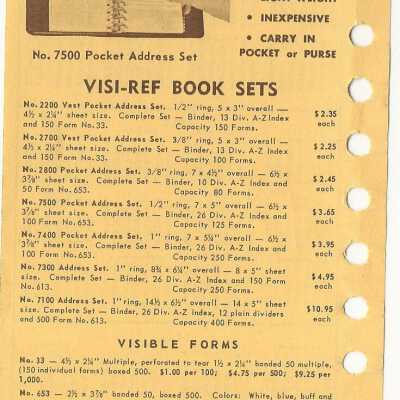 • INEXPENSIVE
• CARRY IN
POCKET or PURSE
No. 7500 Pocket Address Set
VISI-REF BOOK SETS
No. 2200 Vest Pocket Address Set. 1/2" ring, 5 x 3" overall —
4½ x 2¼" sheet size. Complete Set — Binder, 13 Div. A-Z Index
and 150 Form No. 33. Capacity 150 Forms.
$ 2.35
each
No. 2700 Vest Pocket Address Set. 3/8" ring, 5 x 3" overall —
4½ x 2¼" sheet size. Complete Set — Binder, 13 Div. A-Z Index
and 150 Form No. 33. Capacity 100 Forms.
$ 2.25
each
No. 2800 Pocket Address Set. 3/8" ring, 7 x 4½" overall — 6½ x
3⅞" sheet size. Complete Set — Binder, 10 Div. A-Z Index and
50 Form No. 653. Capacity 80 Forms.
$ 2.45
each
No. 7500 Pocket Address Set. 1/2" ring, 7 x 5" overall — 6½ x
3⅞" sheet size. Complete Set — Binder, 26 Div. A-Z Index and
100 Form No. 653. Capacity 125 Forms.
$ 3.65
each
No. 7400 Pocket Address Set. 1" ring, 7 x 5¼" overall — 6½ x
3⅞" sheet size. Complete Set — Binder, 26 Div. A-Z Index and
100 Form No. 653. Capacity 250 Forms.
$ 3.95
each
No. 7300 Address Set. 1" ring, 8¾ x 6¼" overall — 8 x 5" sheet
size. Complete Set — Binder, 26 Div. A-Z Index and 150 Form
No. 613. Capacity 250 Forms.
$ 4.95
each
No. 7100 Address Set. 1" ring, 14½ x 6½" overall — 14 x 5" sheet
size. Complete Set — Binder, 26 Div. A-Z Index, 12 plain dividers
and 500 Form No. 613. Capacity 400 Forms.
$10.95
each
VISIBLE FORMS
No. 33 — 4½ x 2¼" Multiple, perforated to tear 1½ x 2¼" banded 50 multiple,
(150 individual forms) boxed 500. $1.00 per 100; $4.75 per 500; $9.25 per
1,000.
No. 653 — 2½ x 3⅞" banded 50, boxed 500. Colors: White, blue, buff and